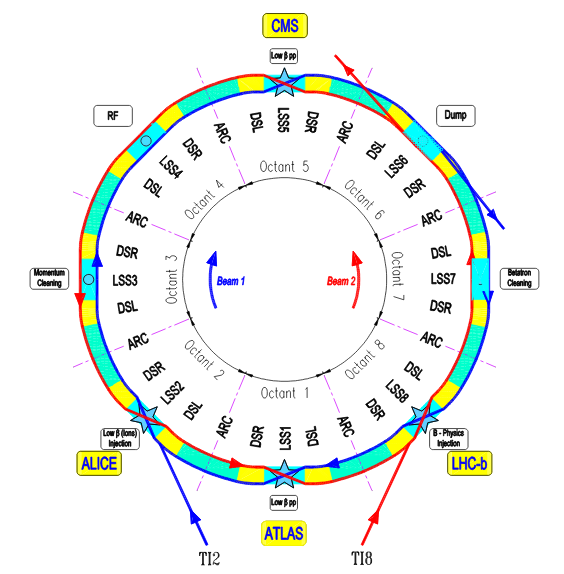 CMS
Low β pp
RF
Dump
ARC
DSL
LSS5
DSR
ARC
DSR
LSS4
DSL
DSL
LSS6
DSR
Octant 5
Octant 4
Octant 6
ARC
ARC
DSR
LSS3
DSL
Momentum
Cleaning
Octant 3
Beam 1
Beam 2
Octant 7
DSL
LSS7
DSR
Betatron
Cleaning
ARC
ARC
DSR
LSS2
DSL
Octant 2
Octant 8
Octant 1
DSL
LSS8
DSR
ARC
DSR
LSS1
DSL
ARC
Low β (Ions)
Injection
B - Physics
Injection
ALICE
LHC-b
Low β pp
ATLAS
TI2
TI8